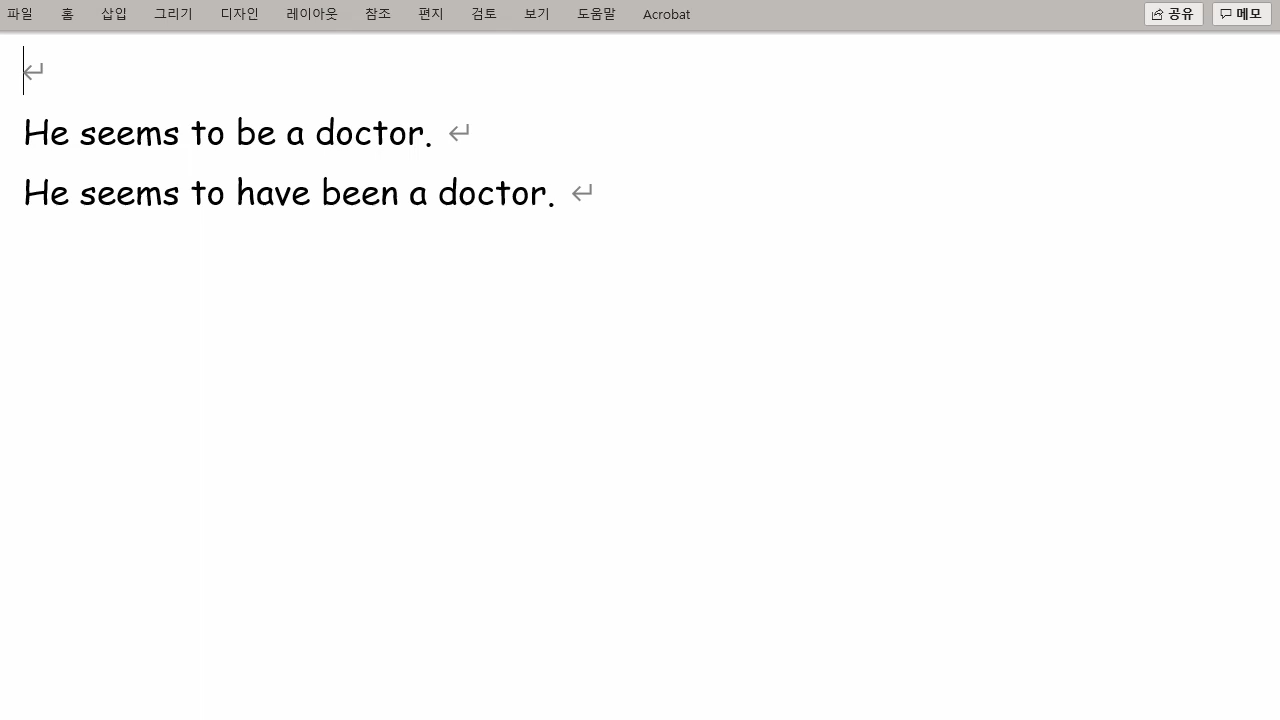 파일 홈 삽입 그리기 디자인 레이아웃 참조 편지 검토 보기 도움말 Acrobat 공유 메모
He seems to be a doctor.
He seems to have been a doctor.